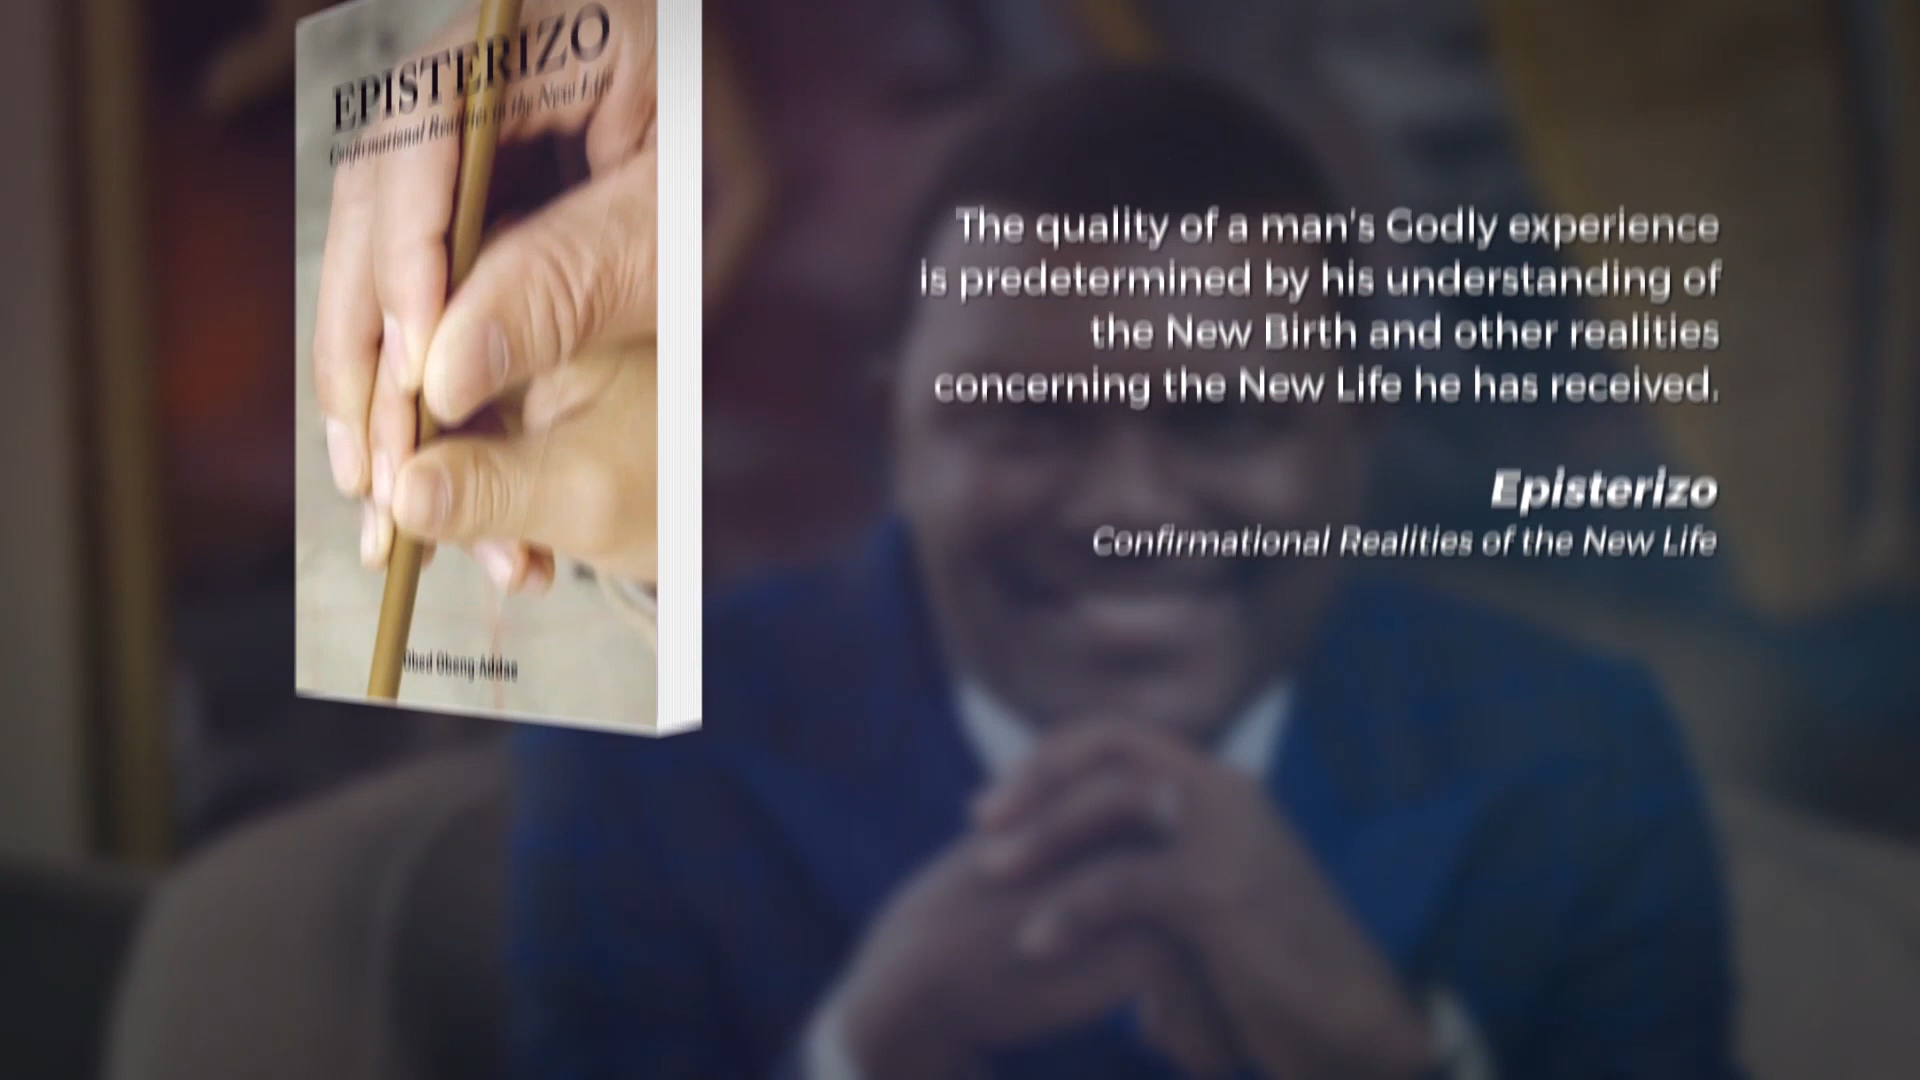 EPISTERIZO
Confirmational Realities of the New Life
Obed Obeng-Addae
The quality of a man's Godly experience
is predetermined by his understanding of
the New Birth and other realities
concerning the New Life he has received.
Episterizo
Confirmational Realities of the New Life